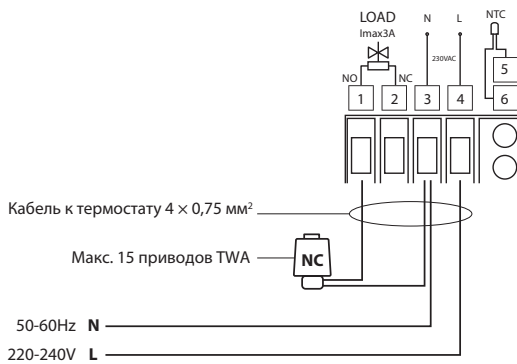 LOAD
Imax3A
N
L
NTC
230VAC
5
NO
NC
1
2
3
4
6
Кабель к термостату 4 × 0,75 мм²
Макс. 15 приводов TWA
NC
50-60Hz N
220-240V L